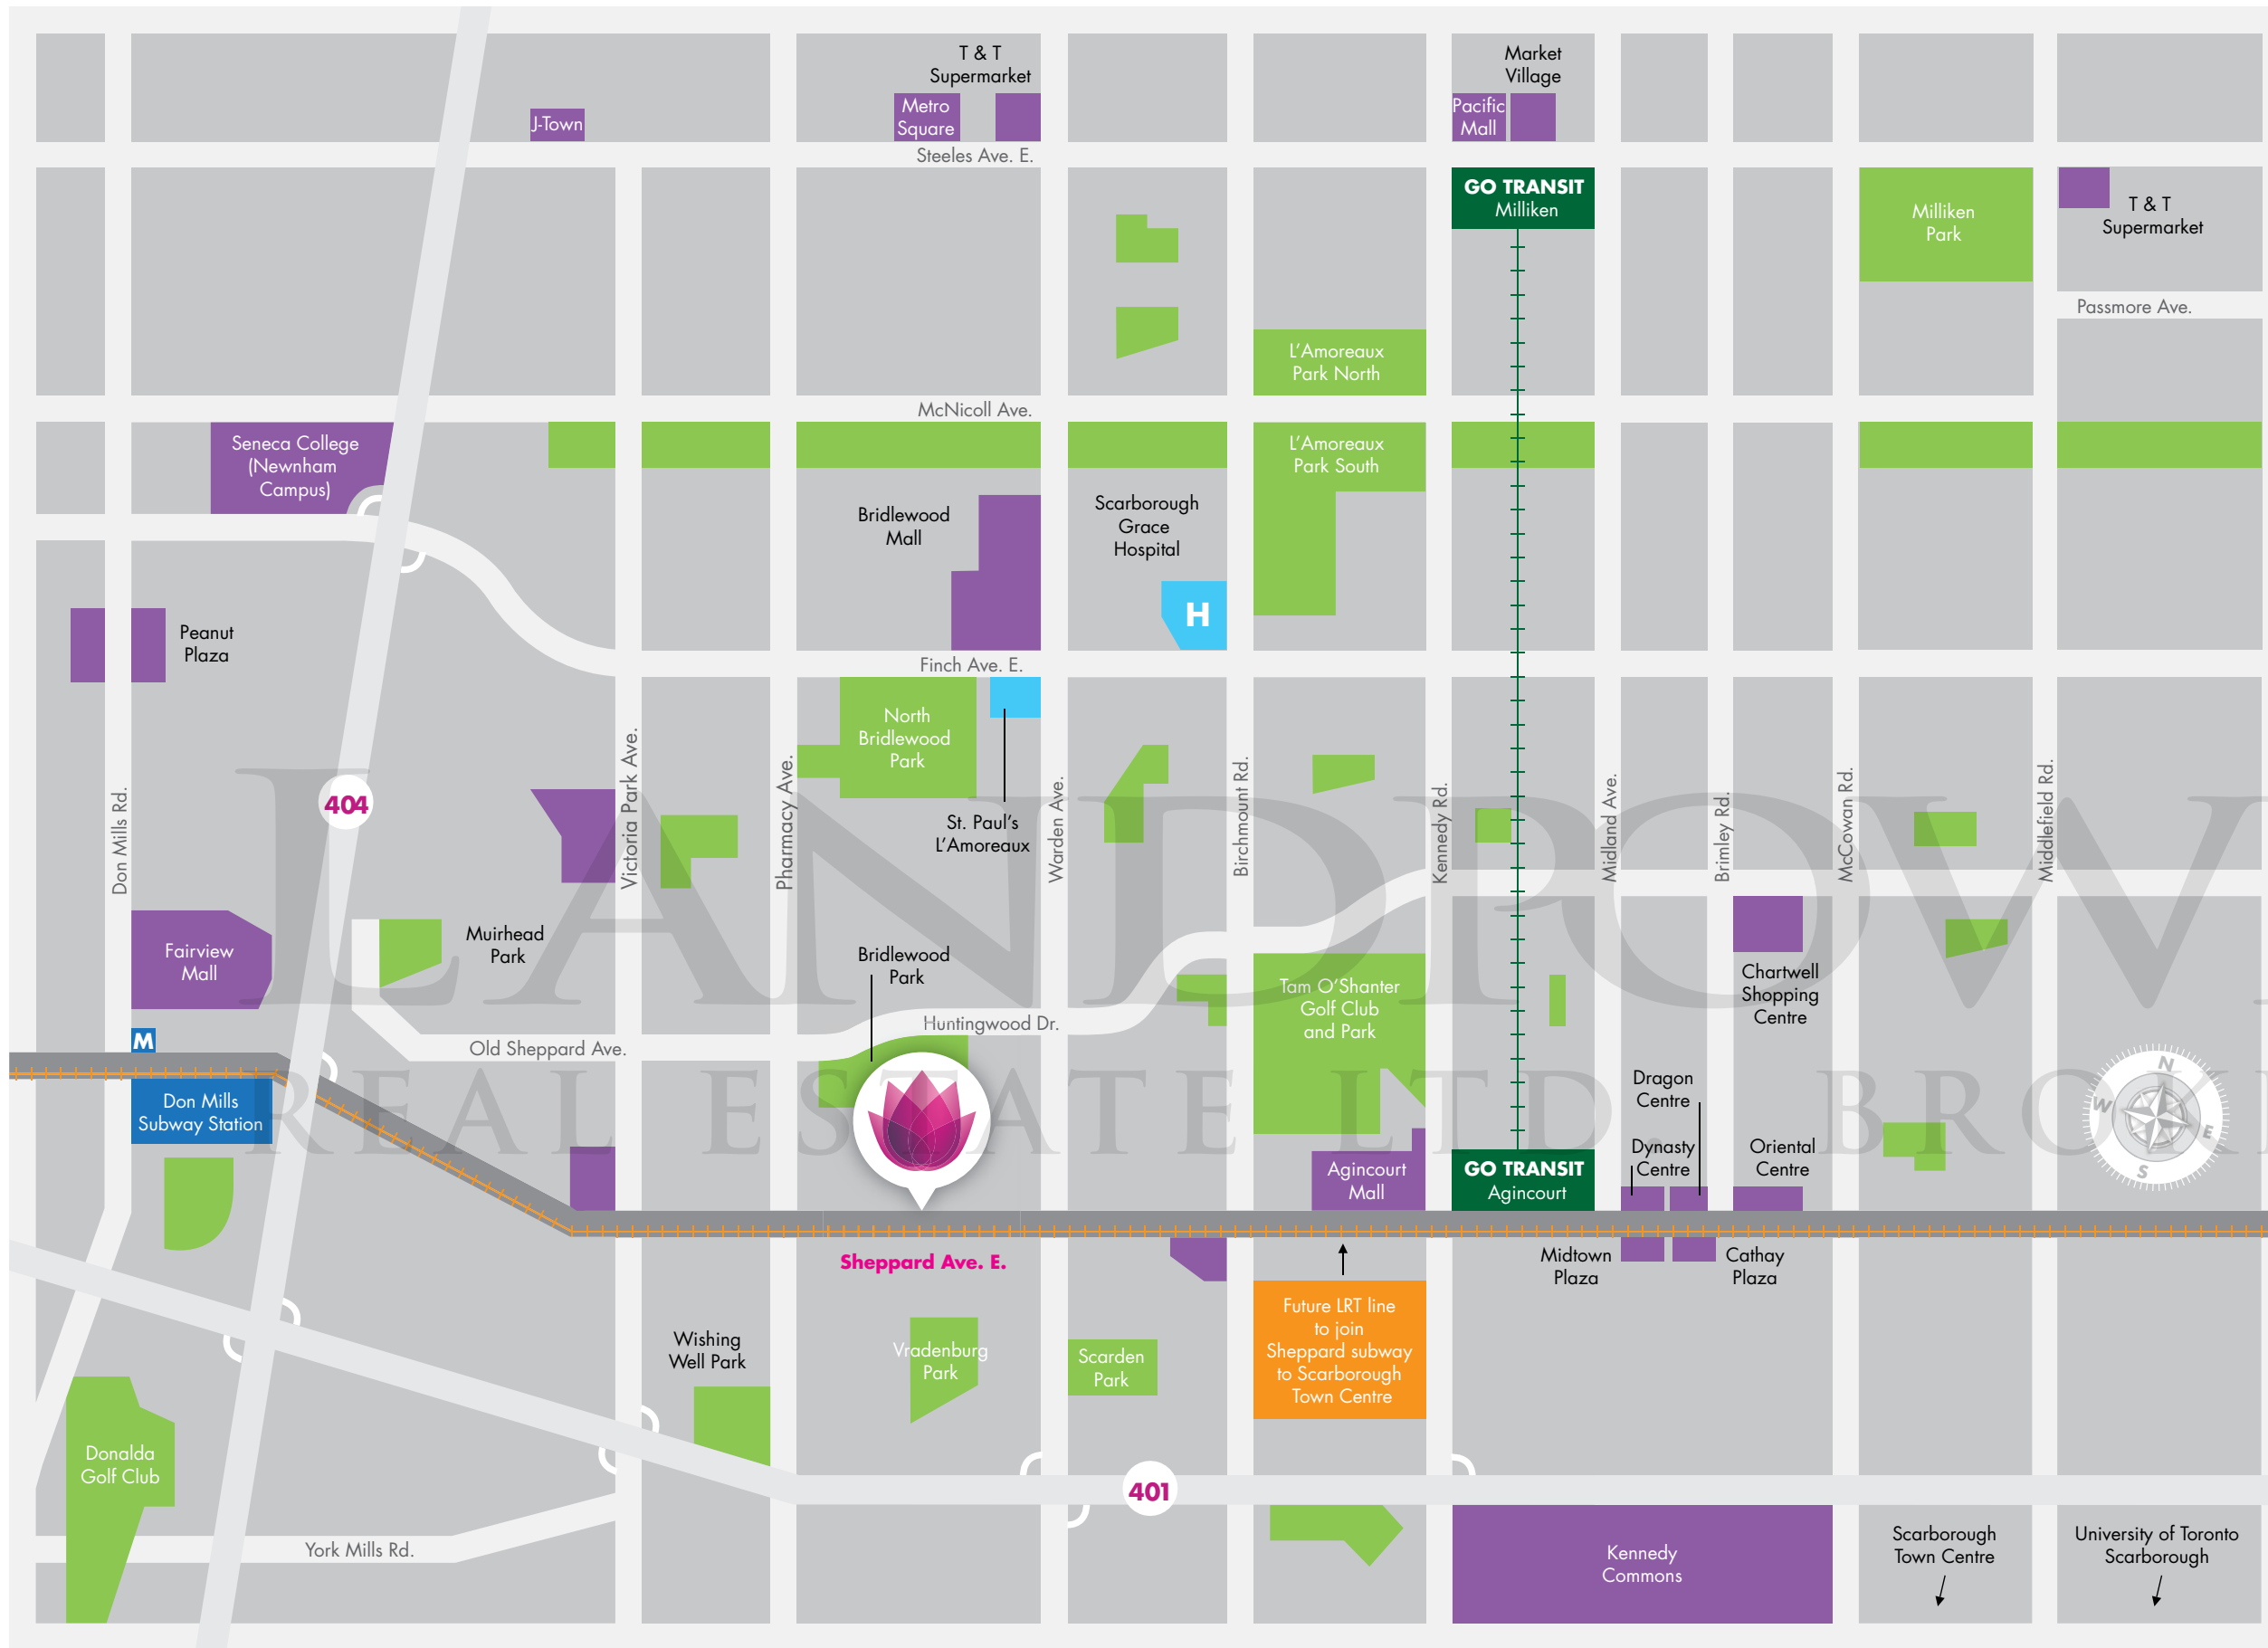 T & T
Supermarket
Market
Village
J-Town
Metro
Square
Pacific
Mall
Steeles Ave. E.
GO TRANSIT
Milliken
Milliken
Park
T & T
Supermarket
Passmore Ave.
L'Amoreaux
Park North
McNicoll Ave.
Seneca College
(Newnham
Campus)
L'Amoreaux
Park South
Bridlewood
Mall
Scarborough
Grace
Hospital
H
Peanut
Plaza
Finch Ave. E.
North
Bridlewood
Park
St. Paul's
L'Amoreaux
404
Don Mills Rd.
Victoria Park Ave.
Pharmacy Ave.
Warden Ave.
Birchmount Rd.
Kennedy Rd.
Midland Ave.
Brimley Rd.
McCowan Rd.
Middlefield Rd.
LANDPOW
Fairview
Mall
Muirhead
Park
Bridlewood
Park
Tam O'Shanter
Golf Club
and Park
Chartwell
Shopping
Centre
Huntingwood Dr.
Old Sheppard Ave.
M
Don Mills
Subway Station
REAL ESTATE LTD. BROK
Dragon
Centre
Dynasty
Centre
Oriental
Centre
N
W
E
S
Agincourt
Mall
GO TRANSIT
Agincourt
Sheppard Ave. E.
Midtown
Plaza
Cathay
Plaza
Future LRT line
to join
Sheppard subway
to Scarborough
Town Centre
Wishing
Well Park
Vradenburg
Park
Scarden
Park
Donalda
Golf Club
401
York Mills Rd.
Kennedy
Commons
Scarborough
Town Centre
University of Toronto
Scarborough